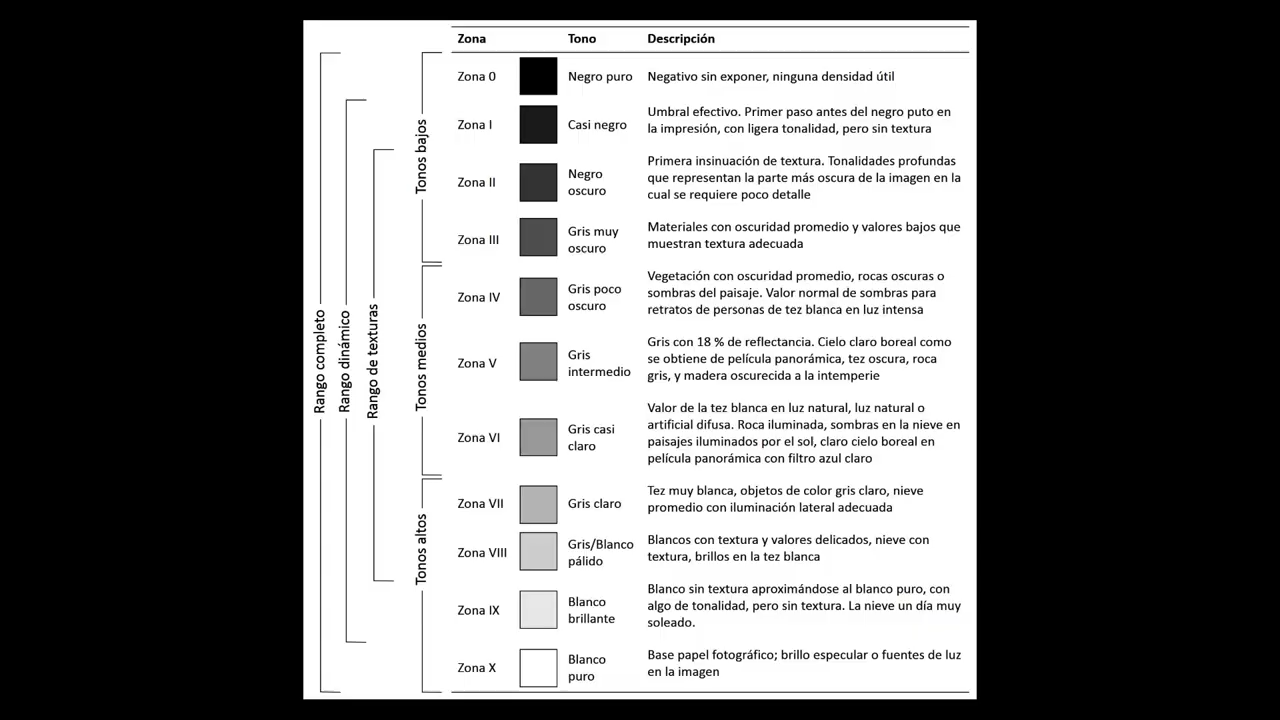 Zona Tono Descripción
Zona 0 Negro puro Negativo sin exponer, ninguna densidad útil
Zona I Casi negro Umbral efectivo. Primer paso antes del negro puto en
la impresión, con ligera tonalidad, pero sin textura
Zona II Negro
oscuro
Primera insinuación de textura. Tonalidades profundas
que representan la parte más oscura de la imagen en la
cual se requiere poco detalle
Zona III Gris muy
oscuro
Materiales con oscuridad promedio y valores bajos que
muestran textura adecuada
Zona IV Gris poco
oscuro
Vegetación con oscuridad promedio, rocas oscuras o
sombras del paisaje. Valor normal de sombras para
retratos de personas de tez blanca en luz intensa
Zona V Gris
intermedio
Gris con 18 % de reflectancia. Cielo claro boreal como
se obtiene de película panorámica, tez oscura, roca
gris, y madera oscurecida a la intemperie
Zona VI Gris casi
claro
Valor de la tez blanca en luz natural, luz natural o
artificial difusa. Roca iluminada, sombras en la nieve en
paisajes iluminados por el sol, claro cielo boreal en
película panorámica con filtro azul claro
Zona VII Gris claro
Tez muy blanca, objetos de color gris claro, nieve
promedio con iluminación lateral adecuada
Zona VIII Gris/Blanco
pálido
Blancos con textura y valores delicados, nieve con
textura, brillos en la tez blanca
Zona IX Blanco
brillante
Blanco sin textura aproximándose al blanco puro, con
algo de tonalidad, pero sin textura. La nieve un día muy
soleado.
Zona X Blanco
puro
Base papel fotográfico; brillo especular o fuentes de luz
en la imagen
Rango completo
Rango dinámico
Rango de texturas
Tonos bajos
Tonos medios
Tonos altos